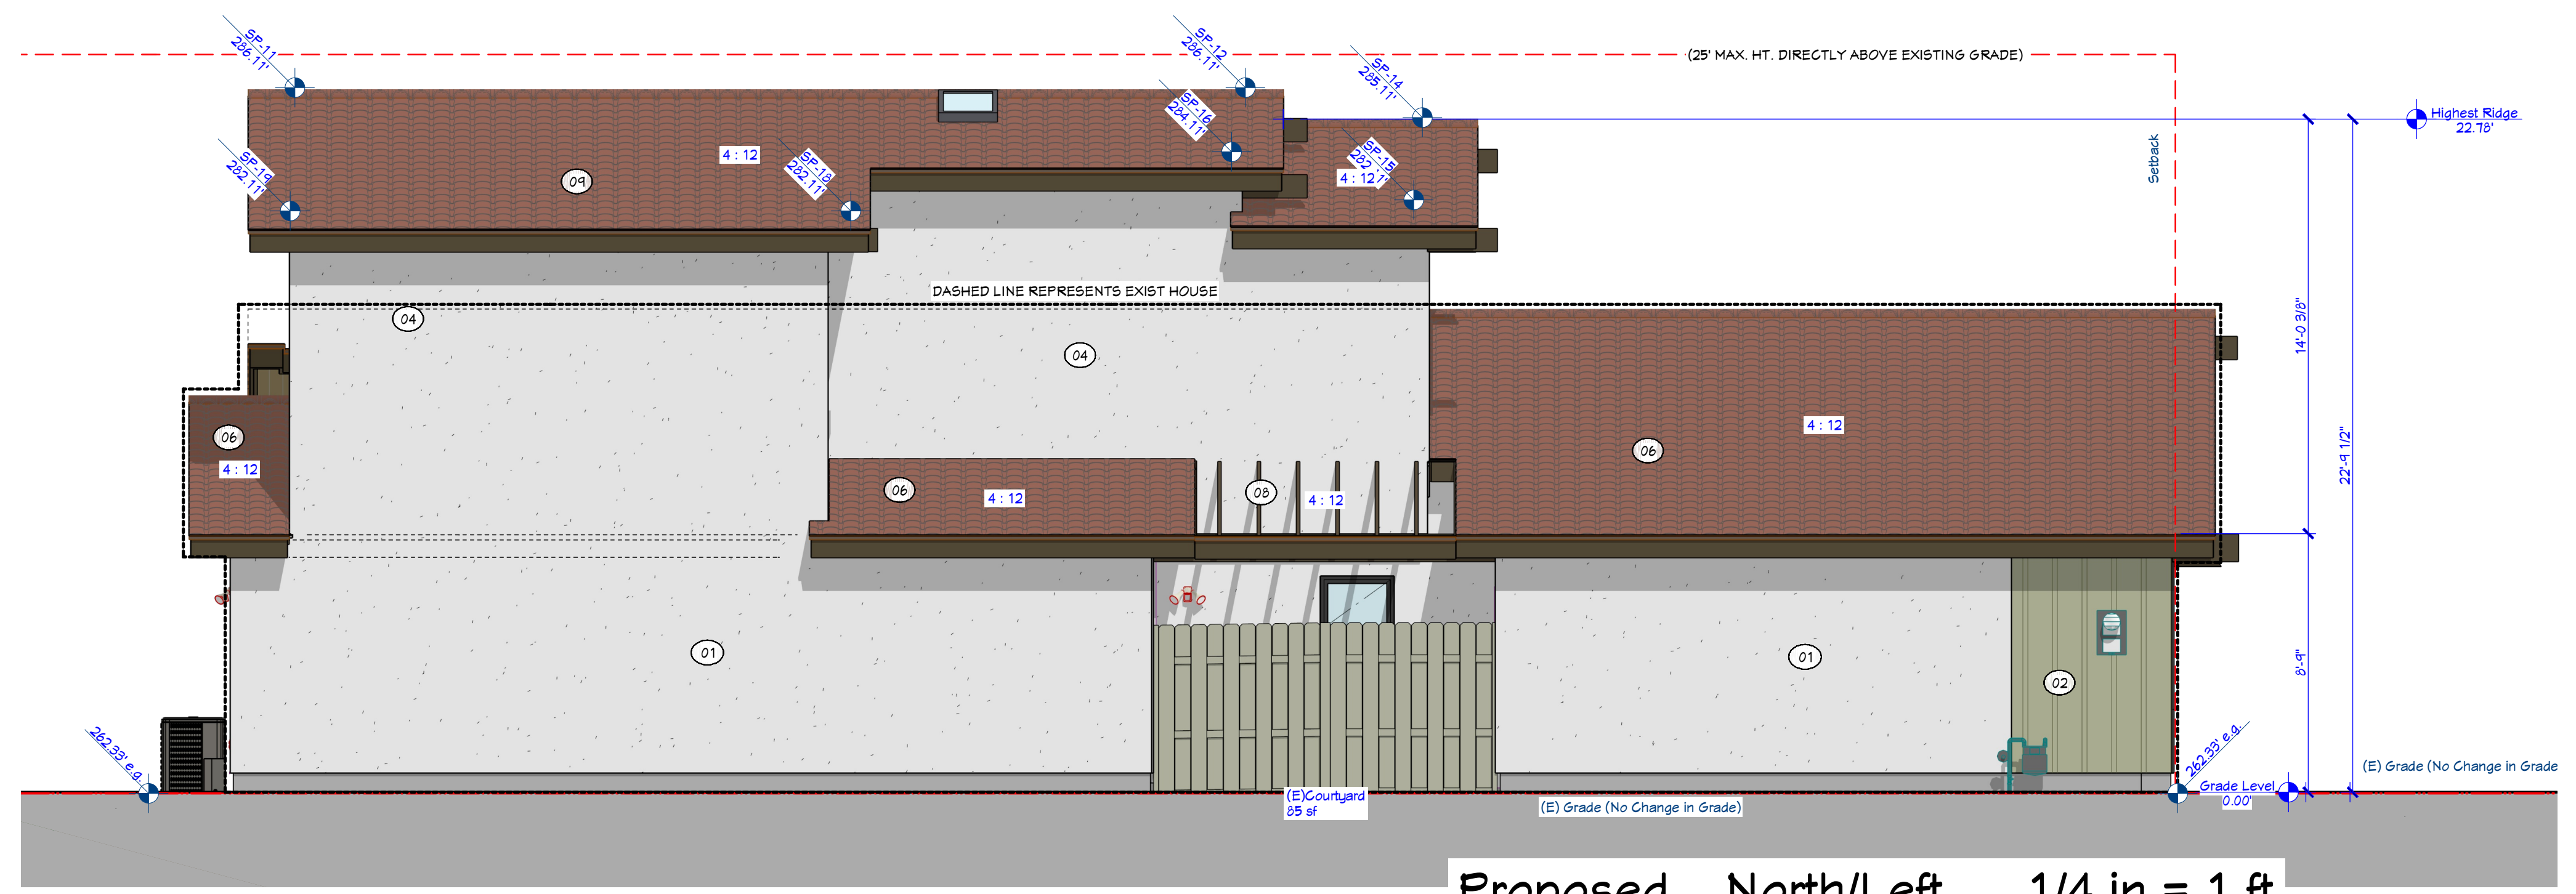 SP-11
286.11'
SP-12
286.11'
SP-14
285.11'
(25' MAX. HT. DIRECTLY ABOVE EXISTING GRADE)
SP-16
284.11'
Highest Ridge
22.78'
Setback
SP-19
282.11'
4 : 12
SP-18
282.11'
SP-15
4 : 12
09
DASHED LINE REPRESENTS EXIST HOUSE
04
04
14'-0 3/8"
22'-9 1/2"
06
4 : 12
06
4 : 12
08
4 : 12
06
4 : 12
01
01
02
8'-9"
262.33' e.g.
262.33' e.g.
(E) Grade (No Change in Grade
Grade Level
0.00'
(E)Courtyard
85 sf
(E) Grade (No Change in Grade)
Proposed North/Left 1/4 in = 1 ft